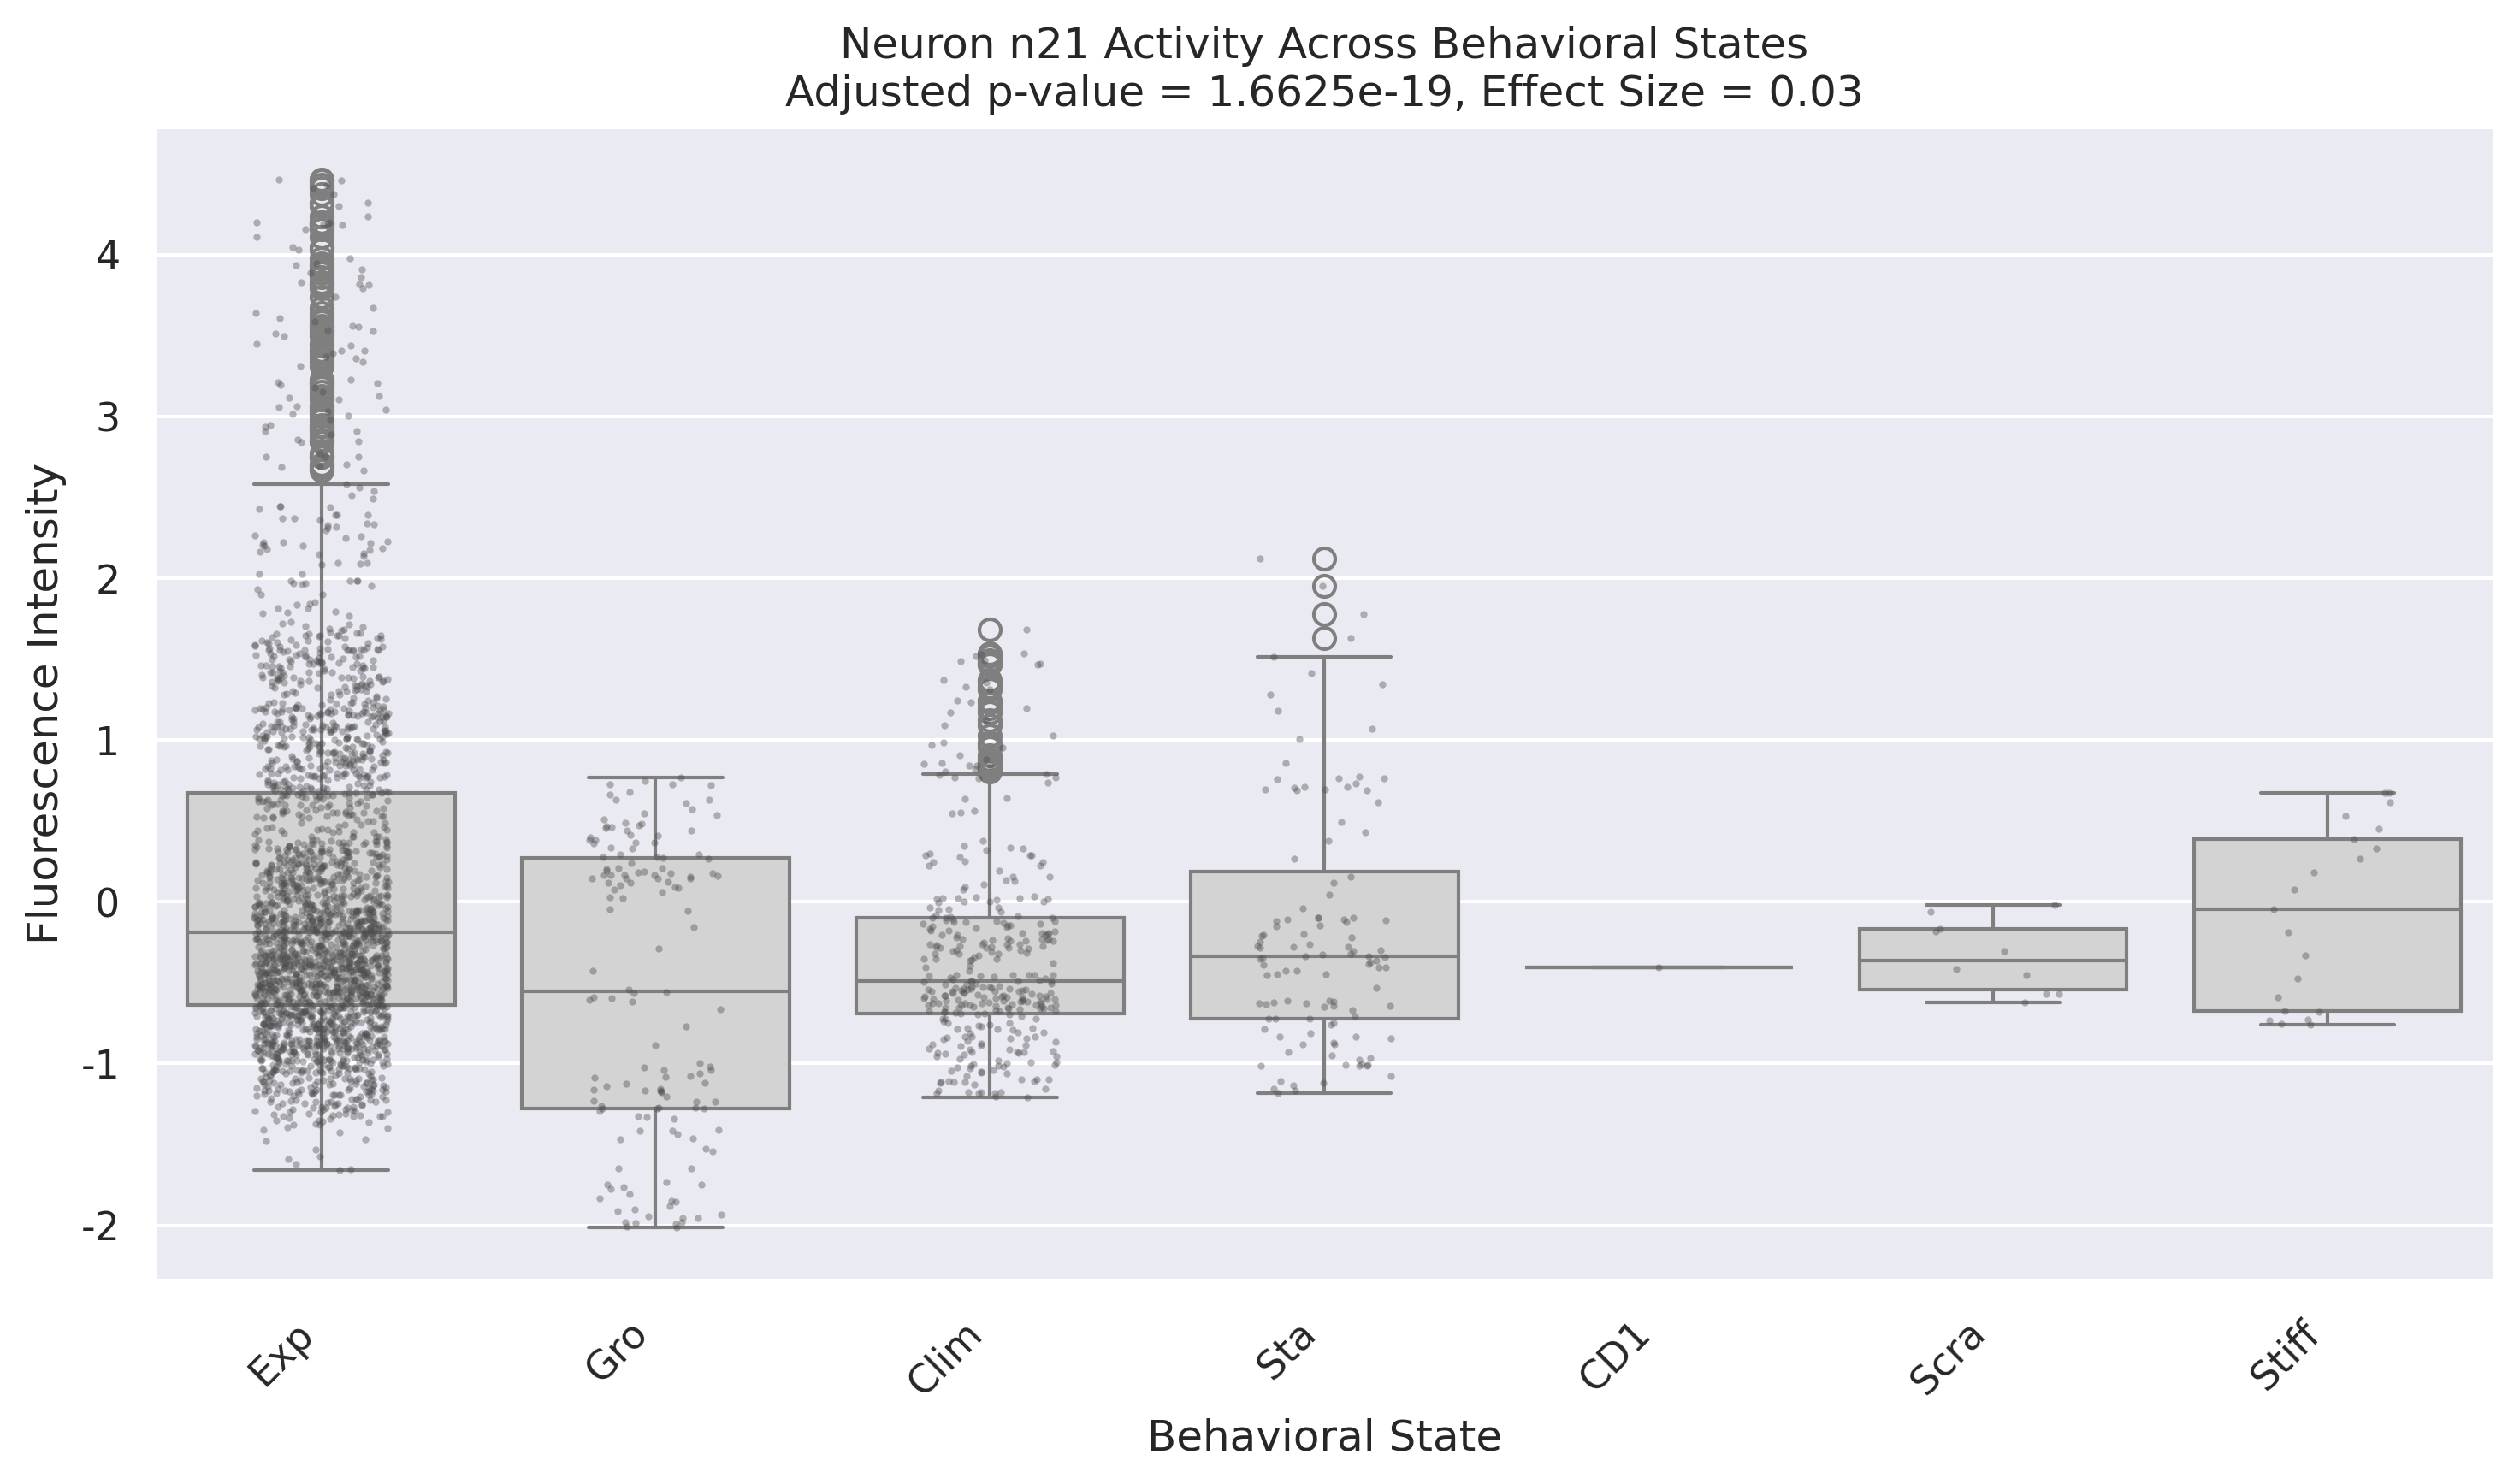 Neuron n21 Activity Across Behavioral States
Adjusted p-value = 1.6625e-19, Effect Size = 0.03
Fluorescence Intensity
4
3
2
1
0
-1
-2
Exp
Gro
Clim
Sta
CD1
Scra
Stiff
Behavioral State